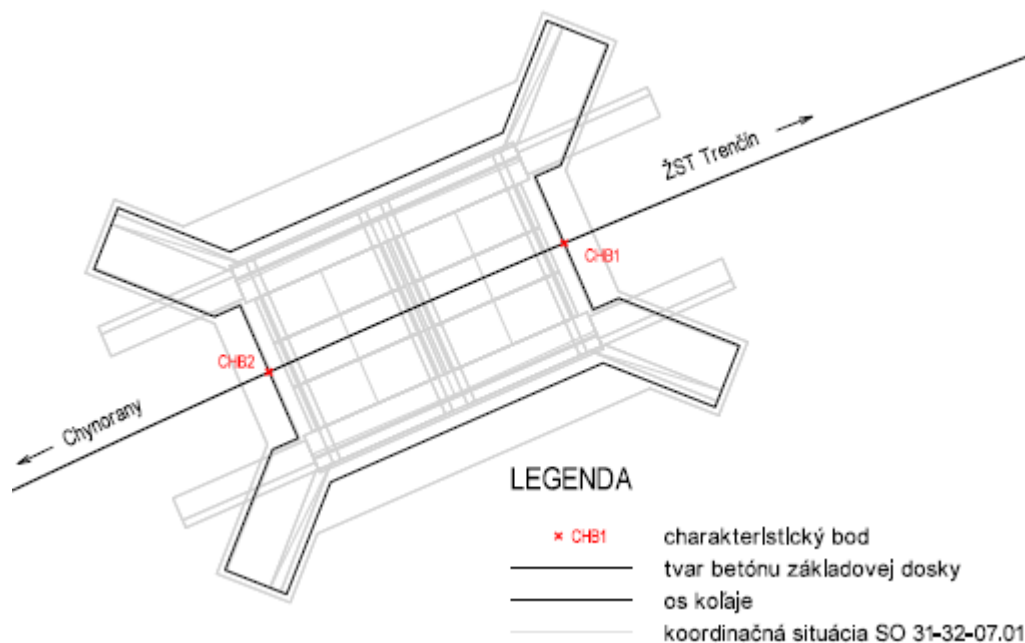 ŽST Trenčín
CHB1
CHB2
Chynorany
LEGENDA
CHB1 charakteristický bod
tvar betónu základovej dosky
os koľaje
koordinačná situácia SO 31-32-07.01